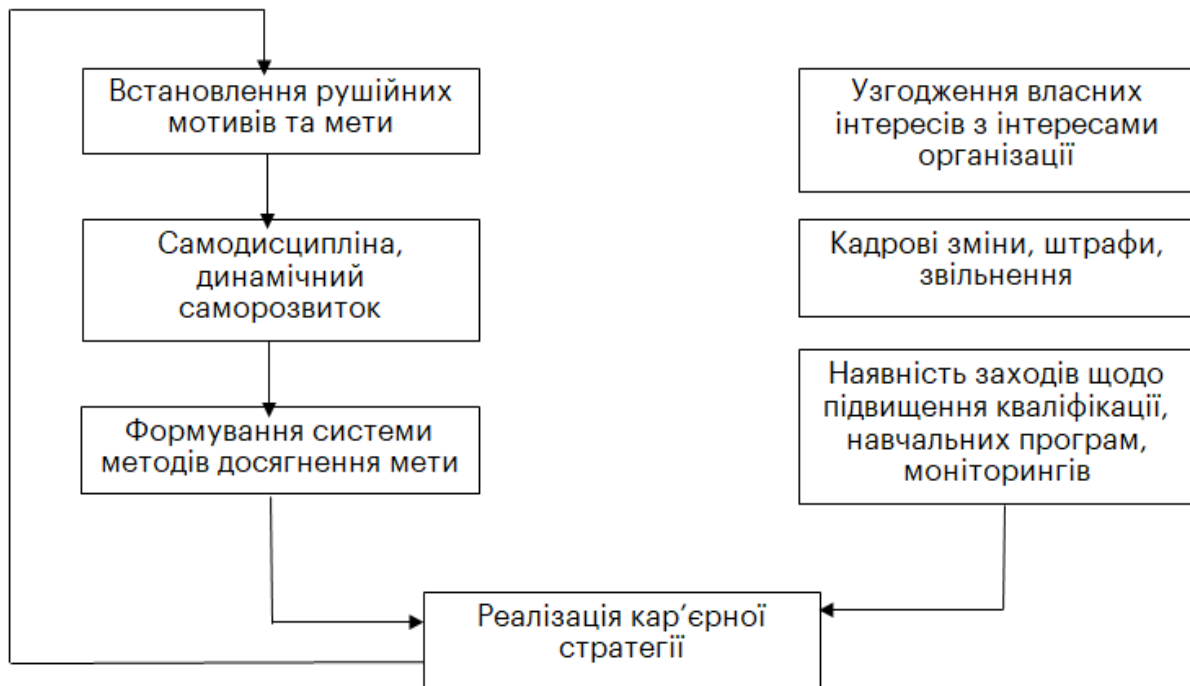 Встановлення рушійних
мотивів та мети
Самодисципліна,
динамічний
саморозвиток
Формування системи
методів досягнення мети
Узгодження власних
інтересів з інтересами
організації
Кадрові зміни, штрафи,
звільнення
Наявність заходів щодо
підвищення кваліфікації,
навчальних програм,
моніторингів
Реалізація кар’єрної
стратегії